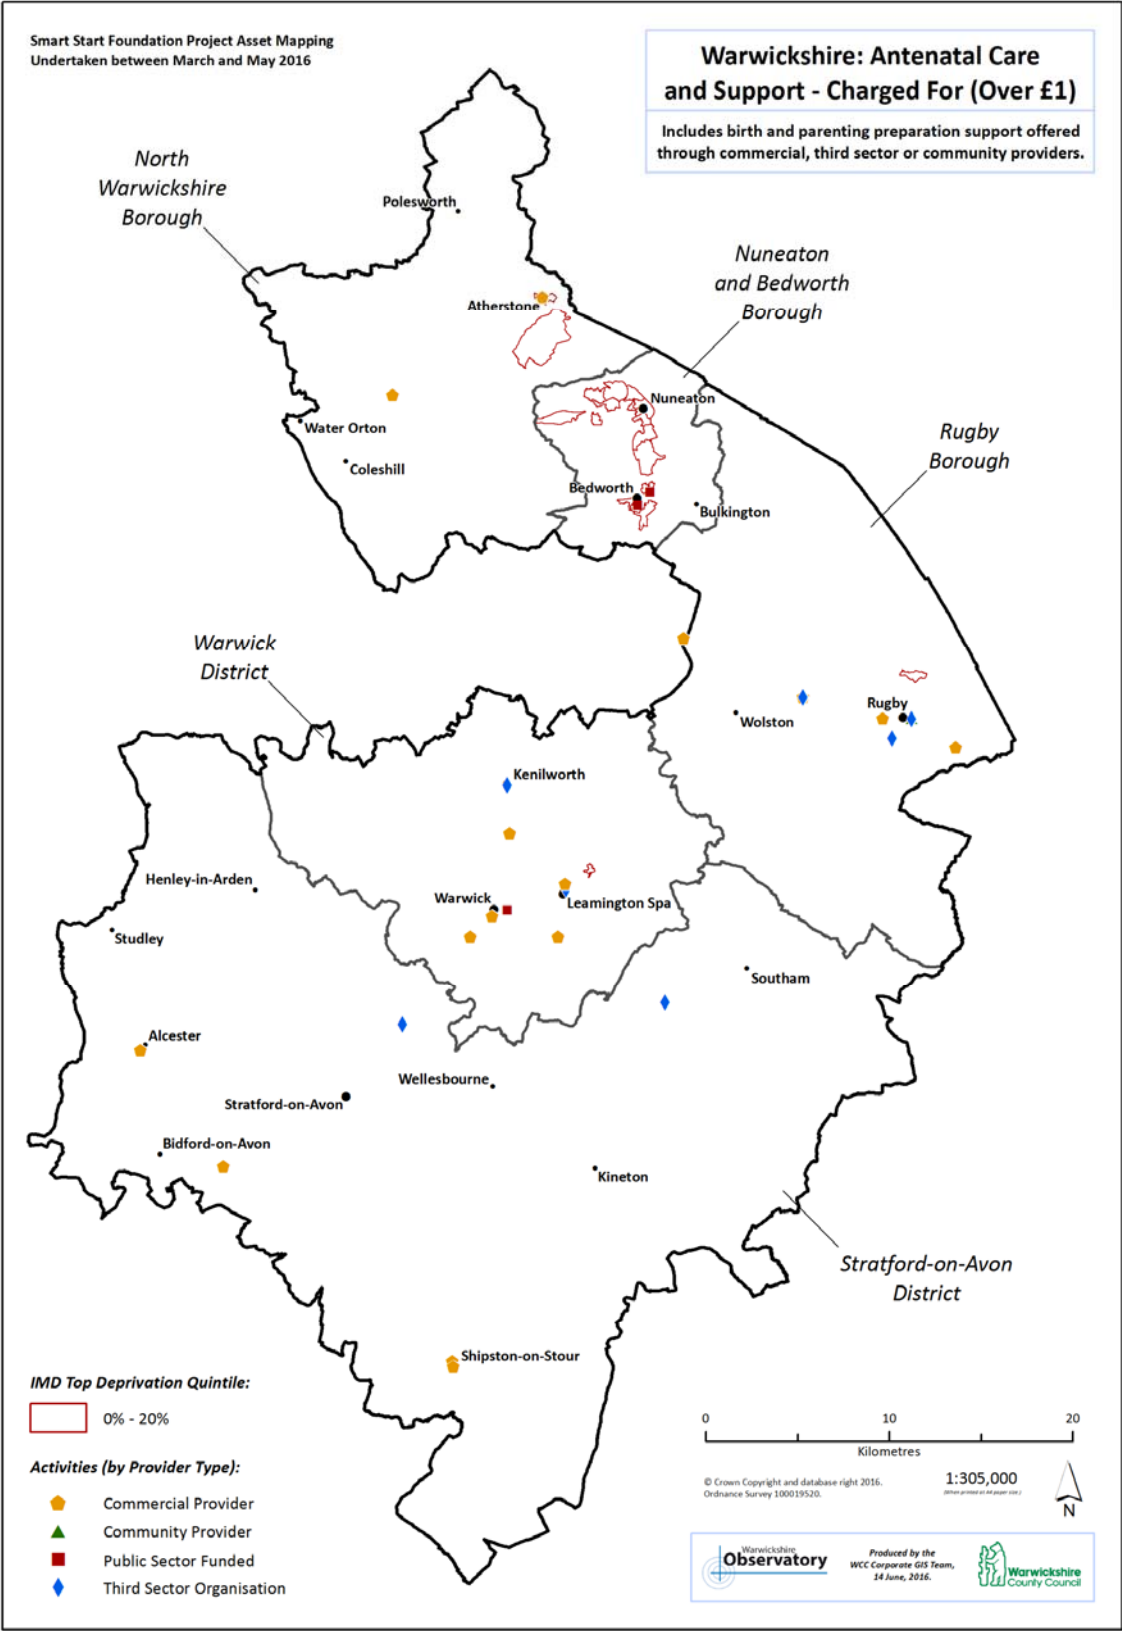 Smart Start Foundation Project Asset Mapping
Undertaken between March and May 2016
Warwickshire: Antenatal Care
and Support - Charged For (Over £1)
Includes birth and parenting preparation support offered
through commercial, third sector or community providers.
North
Warwickshire
Borough
Polesworth
Nuneaton
and Bedworth
Borough
Atherstone
Nuneaton
Water Orton
Coleshill
Rugby
Borough
Bedworth
Bulkington
Warwick
District
Rugby
Wolston
Kenilworth
Henley-in-Arden
Warwick
Leamington Spa
Studley
Southam
Alcester
Wellesbourne
Stratford-on-Avon
Bidford-on-Avon
Kineton
Stratford-on-Avon
District
Shipston-on-Stour
IMD Top Deprivation Quintile:
0% - 20%
Activities (by Provider Type):
Commercial Provider
Community Provider
Public Sector Funded
Third Sector Organisation
0 10 20
Kilometres
© Crown Copyright and database right 2016.
Ordnance Survey 100019520.
1:305,000
(When printed at A4 paper size.)
N
Warwickshire
Observatory
Produced by the
WCC Corporate GIS Team,
14 June, 2016.
Warwickshire
County Council